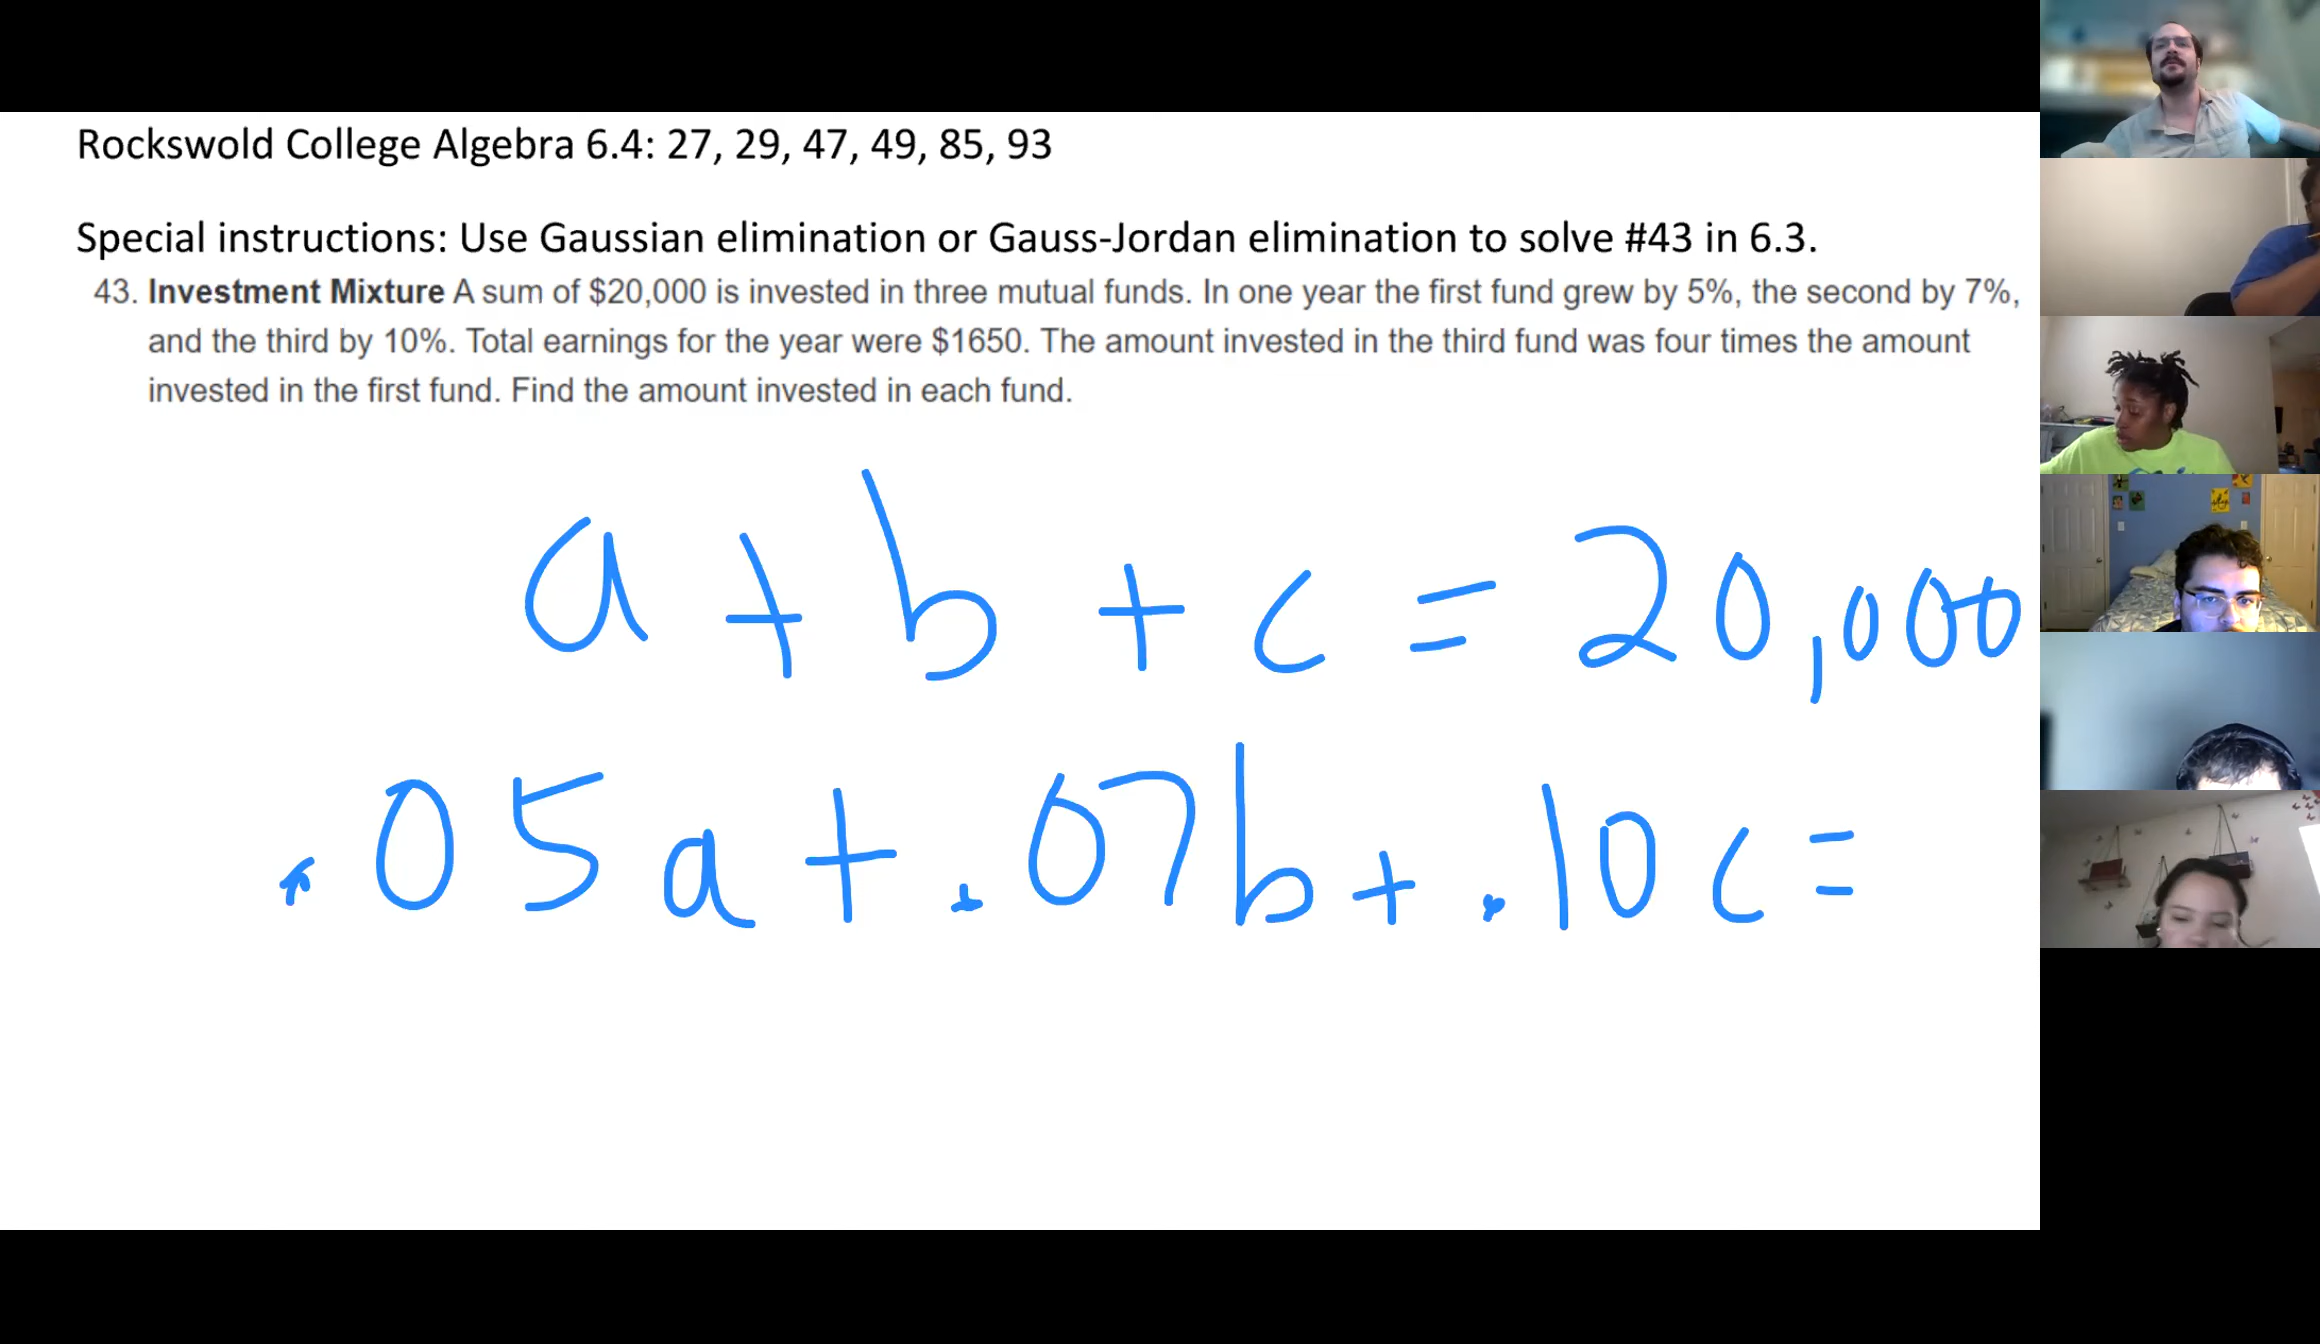 Rockswold College Algebra 6.4: 27, 29, 47, 49, 85, 93
Special instructions: Use Gaussian elimination or Gauss-Jordan elimination to solve #43 in 6.3.
43. Investment Mixture A sum of $20,000 is invested in three mutual funds. In one year the first fund grew by 5%, the second by 7%,
and the third by 10%. Total earnings for the year were $1650. The amount invested in the third fund was four times the amount
invested in the first fund. Find the amount invested in each fund.
a + b + c = 20,000
.05a + .07b + .10c =